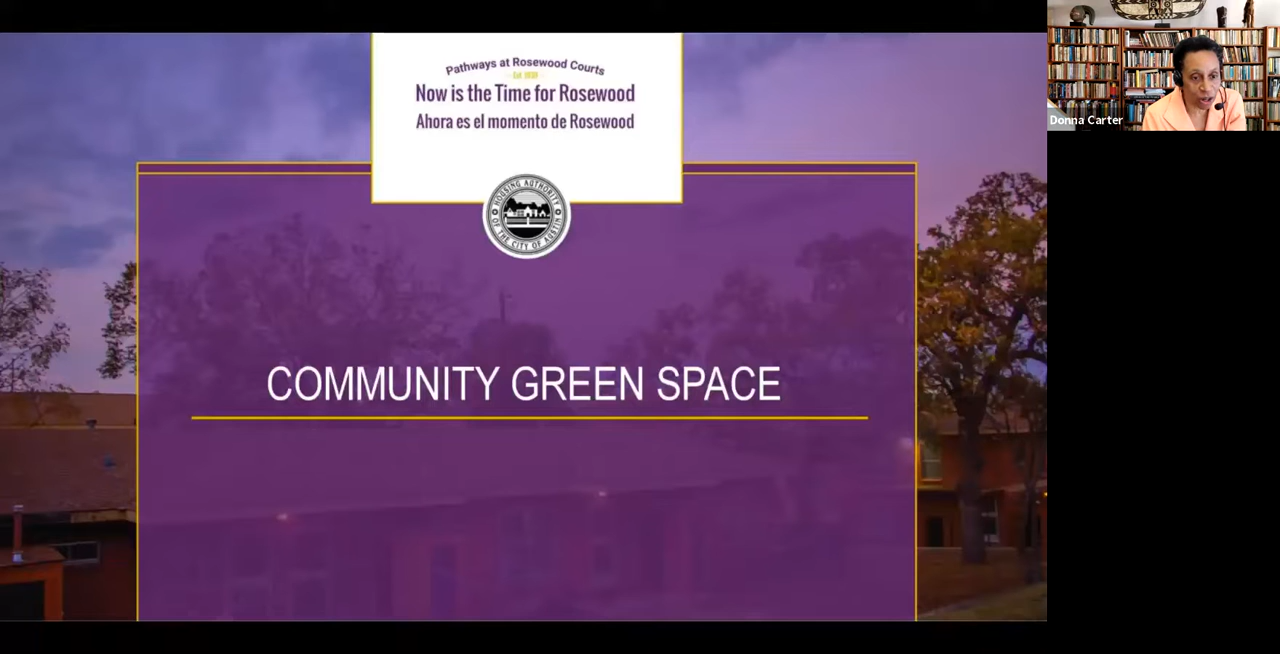 Pathways at Rosewood Courts
Est. 1939
Now is the Time for Rosewood
Ahora es el momento de Rosewood
HOUSING AUTHORITY
OF THE CITY OF AUSTIN
COMMUNITY GREEN SPACE
Donna Carter